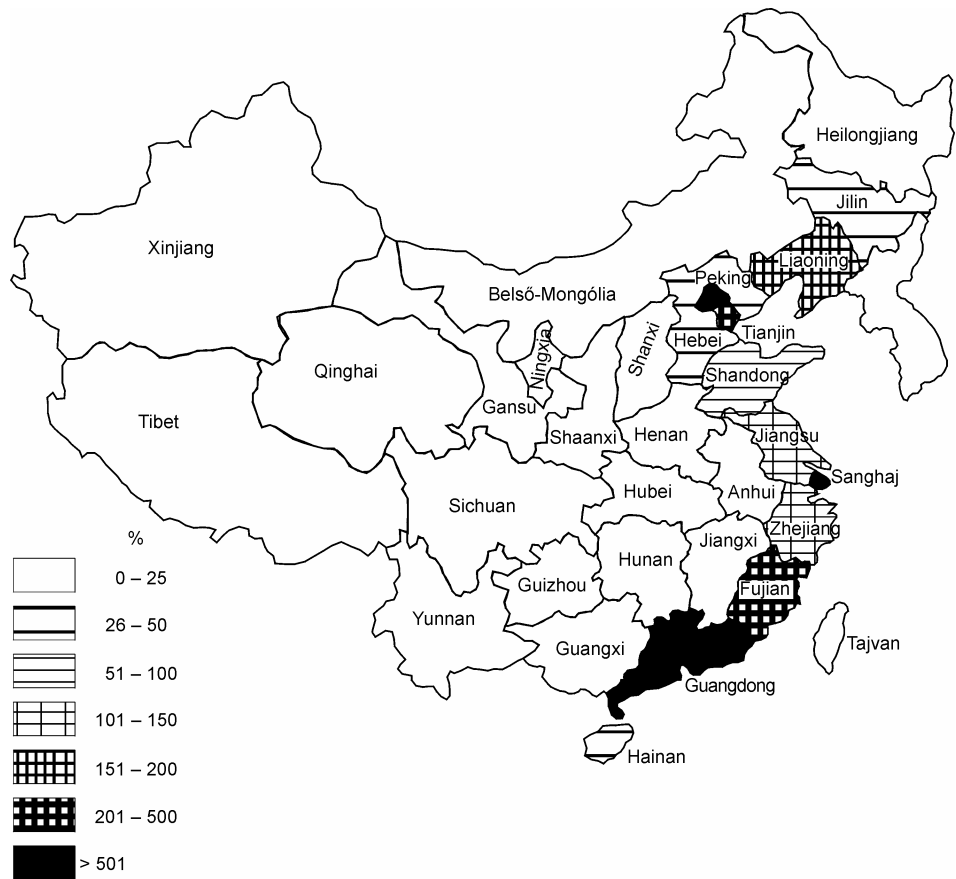 Heilongjiang
Jilin
Xinjiang
Liaoning
Peking
Belső-Mongólia
Tianjin
Hebei
Shanxi
Ningxia
Qinghai
Shandong
Gansu
Tibet
Shaanxi
Henan
Jiangsu
Sanghaj
Hubei
Anhui
Sichuan
Zhejiang
Jiangxi
Hunan
Guizhou
Fujian
Yunnan
Guangxi
Tajvan
Guangdong
Hainan
%
0 – 25
26 – 50
51 – 100
101 – 150
151 – 200
201 – 500
> 501